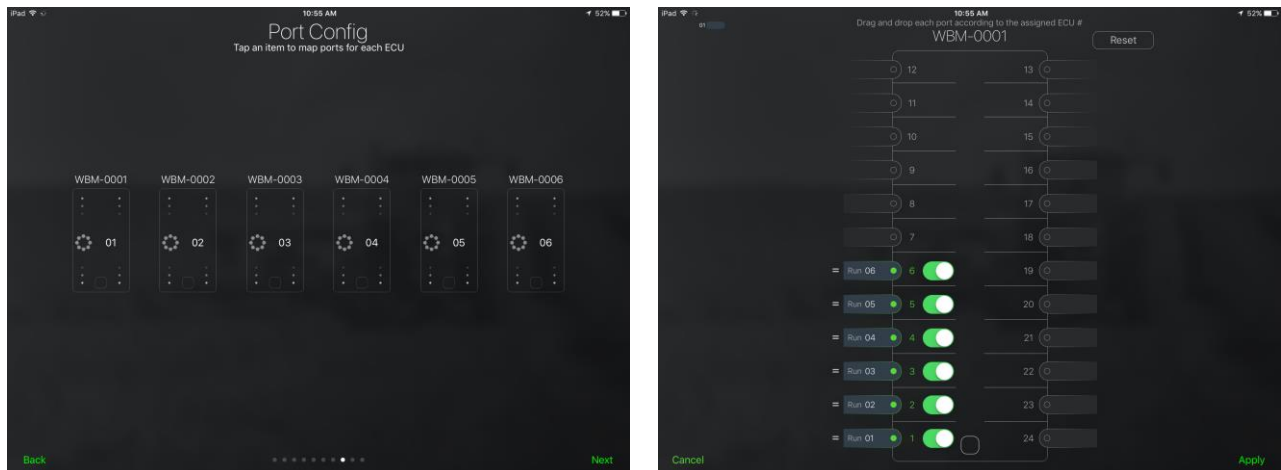 iPad 10:55 AM 52%
Port Config
Tap an item to map ports for each ECU
WBM-0001 WBM-0002 WBM-0003 WBM-0004 WBM-0005 WBM-0006
01 02 03 04 05 06
Back Next
iPad 10:55 AM 52%
01
Drag and drop each port according to the assigned ECU #
WBM-0001
Reset
12 13
11 14
10 15
9 16
8 17
7 18
= Run 06 6 19
= Run 05 5 20
= Run 04 4 21
= Run 03 3 22
= Run 02 2 23
= Run 01 1 24
Cancel Apply